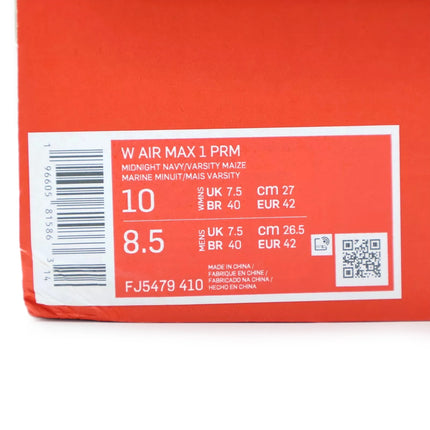 W AIR MAX 1 PRM
MIDNIGHT NAVY/VARSITY MAIZE
MARINE MINUIT/MAIS VARSITY
10 WMNS UK 7.5 CM 27
BR 40 EUR 42
8.5 MENS UK 7.5 CM 26.5
BR 40 EUR 42
MADE IN CHINA /
FABRIQUE EN CHINE /
FABRICADO NA CHINA /
HECHO EN CHINA
FJ5479 410
1 96605 81586 3 14